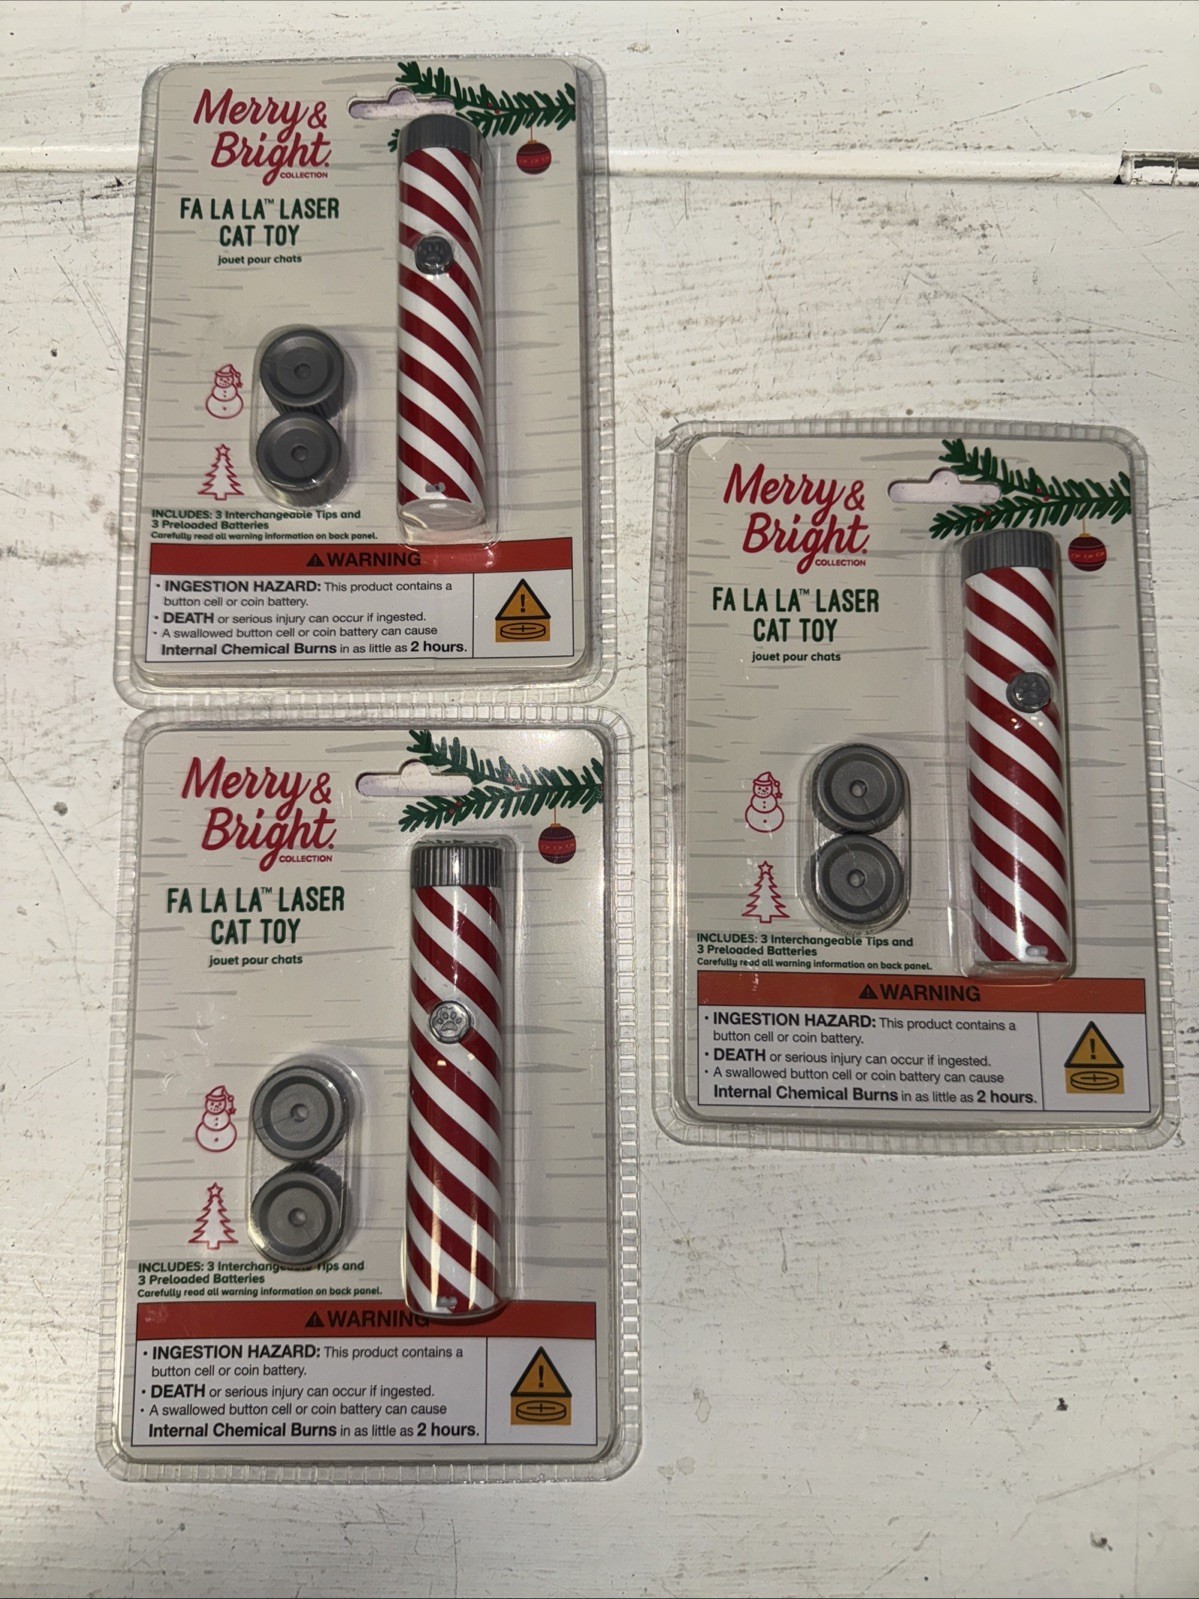 Merry &
Bright.
COLLECTION
FA LA LA™ LASER
CAT TOY
jouet pour chats
INCLUDES: 3 Interchangeable Tips and
3 Preloaded Batteries
Carefully read all warning information on back panel.
⚠WARNING
• INGESTION HAZARD: This product contains a
button cell or coin battery.
• DEATH or serious injury can occur if ingested.
• A swallowed button cell or coin battery can cause
Internal Chemical Burns in as little as 2 hours.
Merry &
Bright.
COLLECTION
FA LA LA™ LASER
CAT TOY
jouet pour chats
INCLUDES: 3 Interchangeable Tips and
3 Preloaded Batteries
Carefully read all warning information on back panel.
⚠WARNING
• INGESTION HAZARD: This product contains a
button cell or coin battery.
• DEATH or serious injury can occur if ingested.
• A swallowed button cell or coin battery can cause
Internal Chemical Burns in as little as 2 hours.
Merry &
Bright.
COLLECTION
FA LA LA™ LASER
CAT TOY
jouet pour chats
INCLUDES: 3 Interchangeable Tips and
3 Preloaded Batteries
Carefully read all warning information on back panel.
⚠WARNING
• INGESTION HAZARD: This product contains a
button cell or coin battery.
• DEATH or serious injury can occur if ingested.
• A swallowed button cell or coin battery can cause
Internal Chemical Burns in as little as 2 hours.